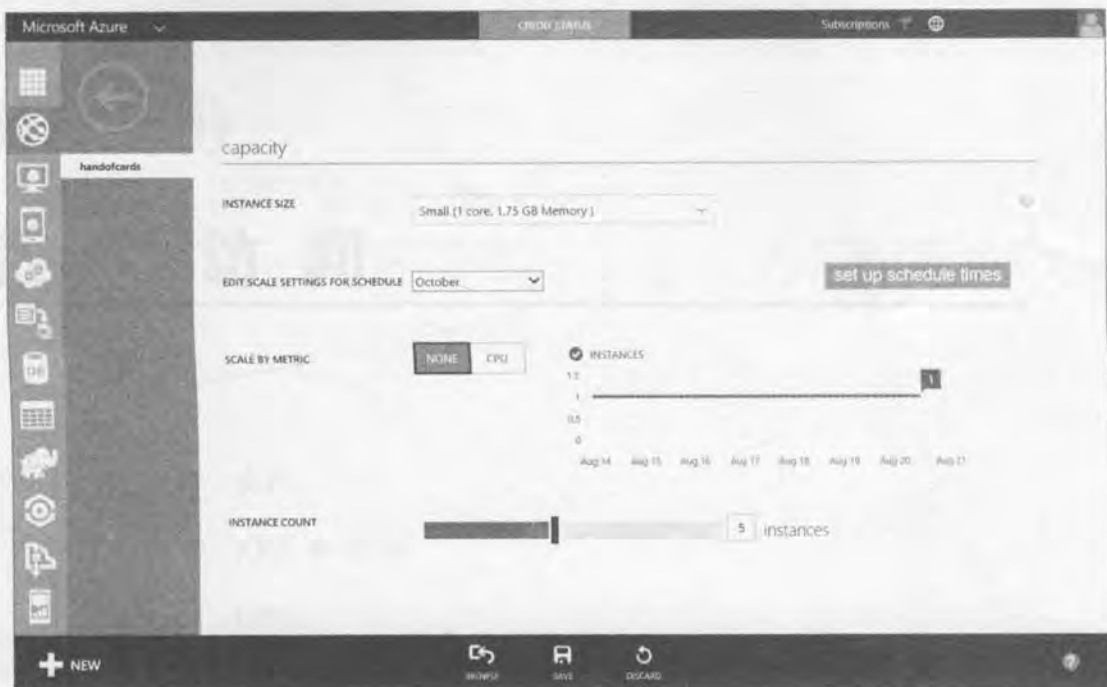 Microsoft Azure
CREDIT STATUS
Subscriptions
handofcards
capacity
INSTANCE SIZE
Small (1 core, 1.75 GB Memory )
EDIT SCALE SETTINGS FOR SCHEDULE
October
set up schedule times
SCALE BY METRIC
NONE
CPU
INSTANCES
1
1
0.5
0
Aug 14
Aug 15
Aug 16
Aug 17
Aug 18
Aug 19
Aug 20
Aug 21
INSTANCE COUNT
5
instances
NEW
BROWSE
SAVE
DISCARD
?